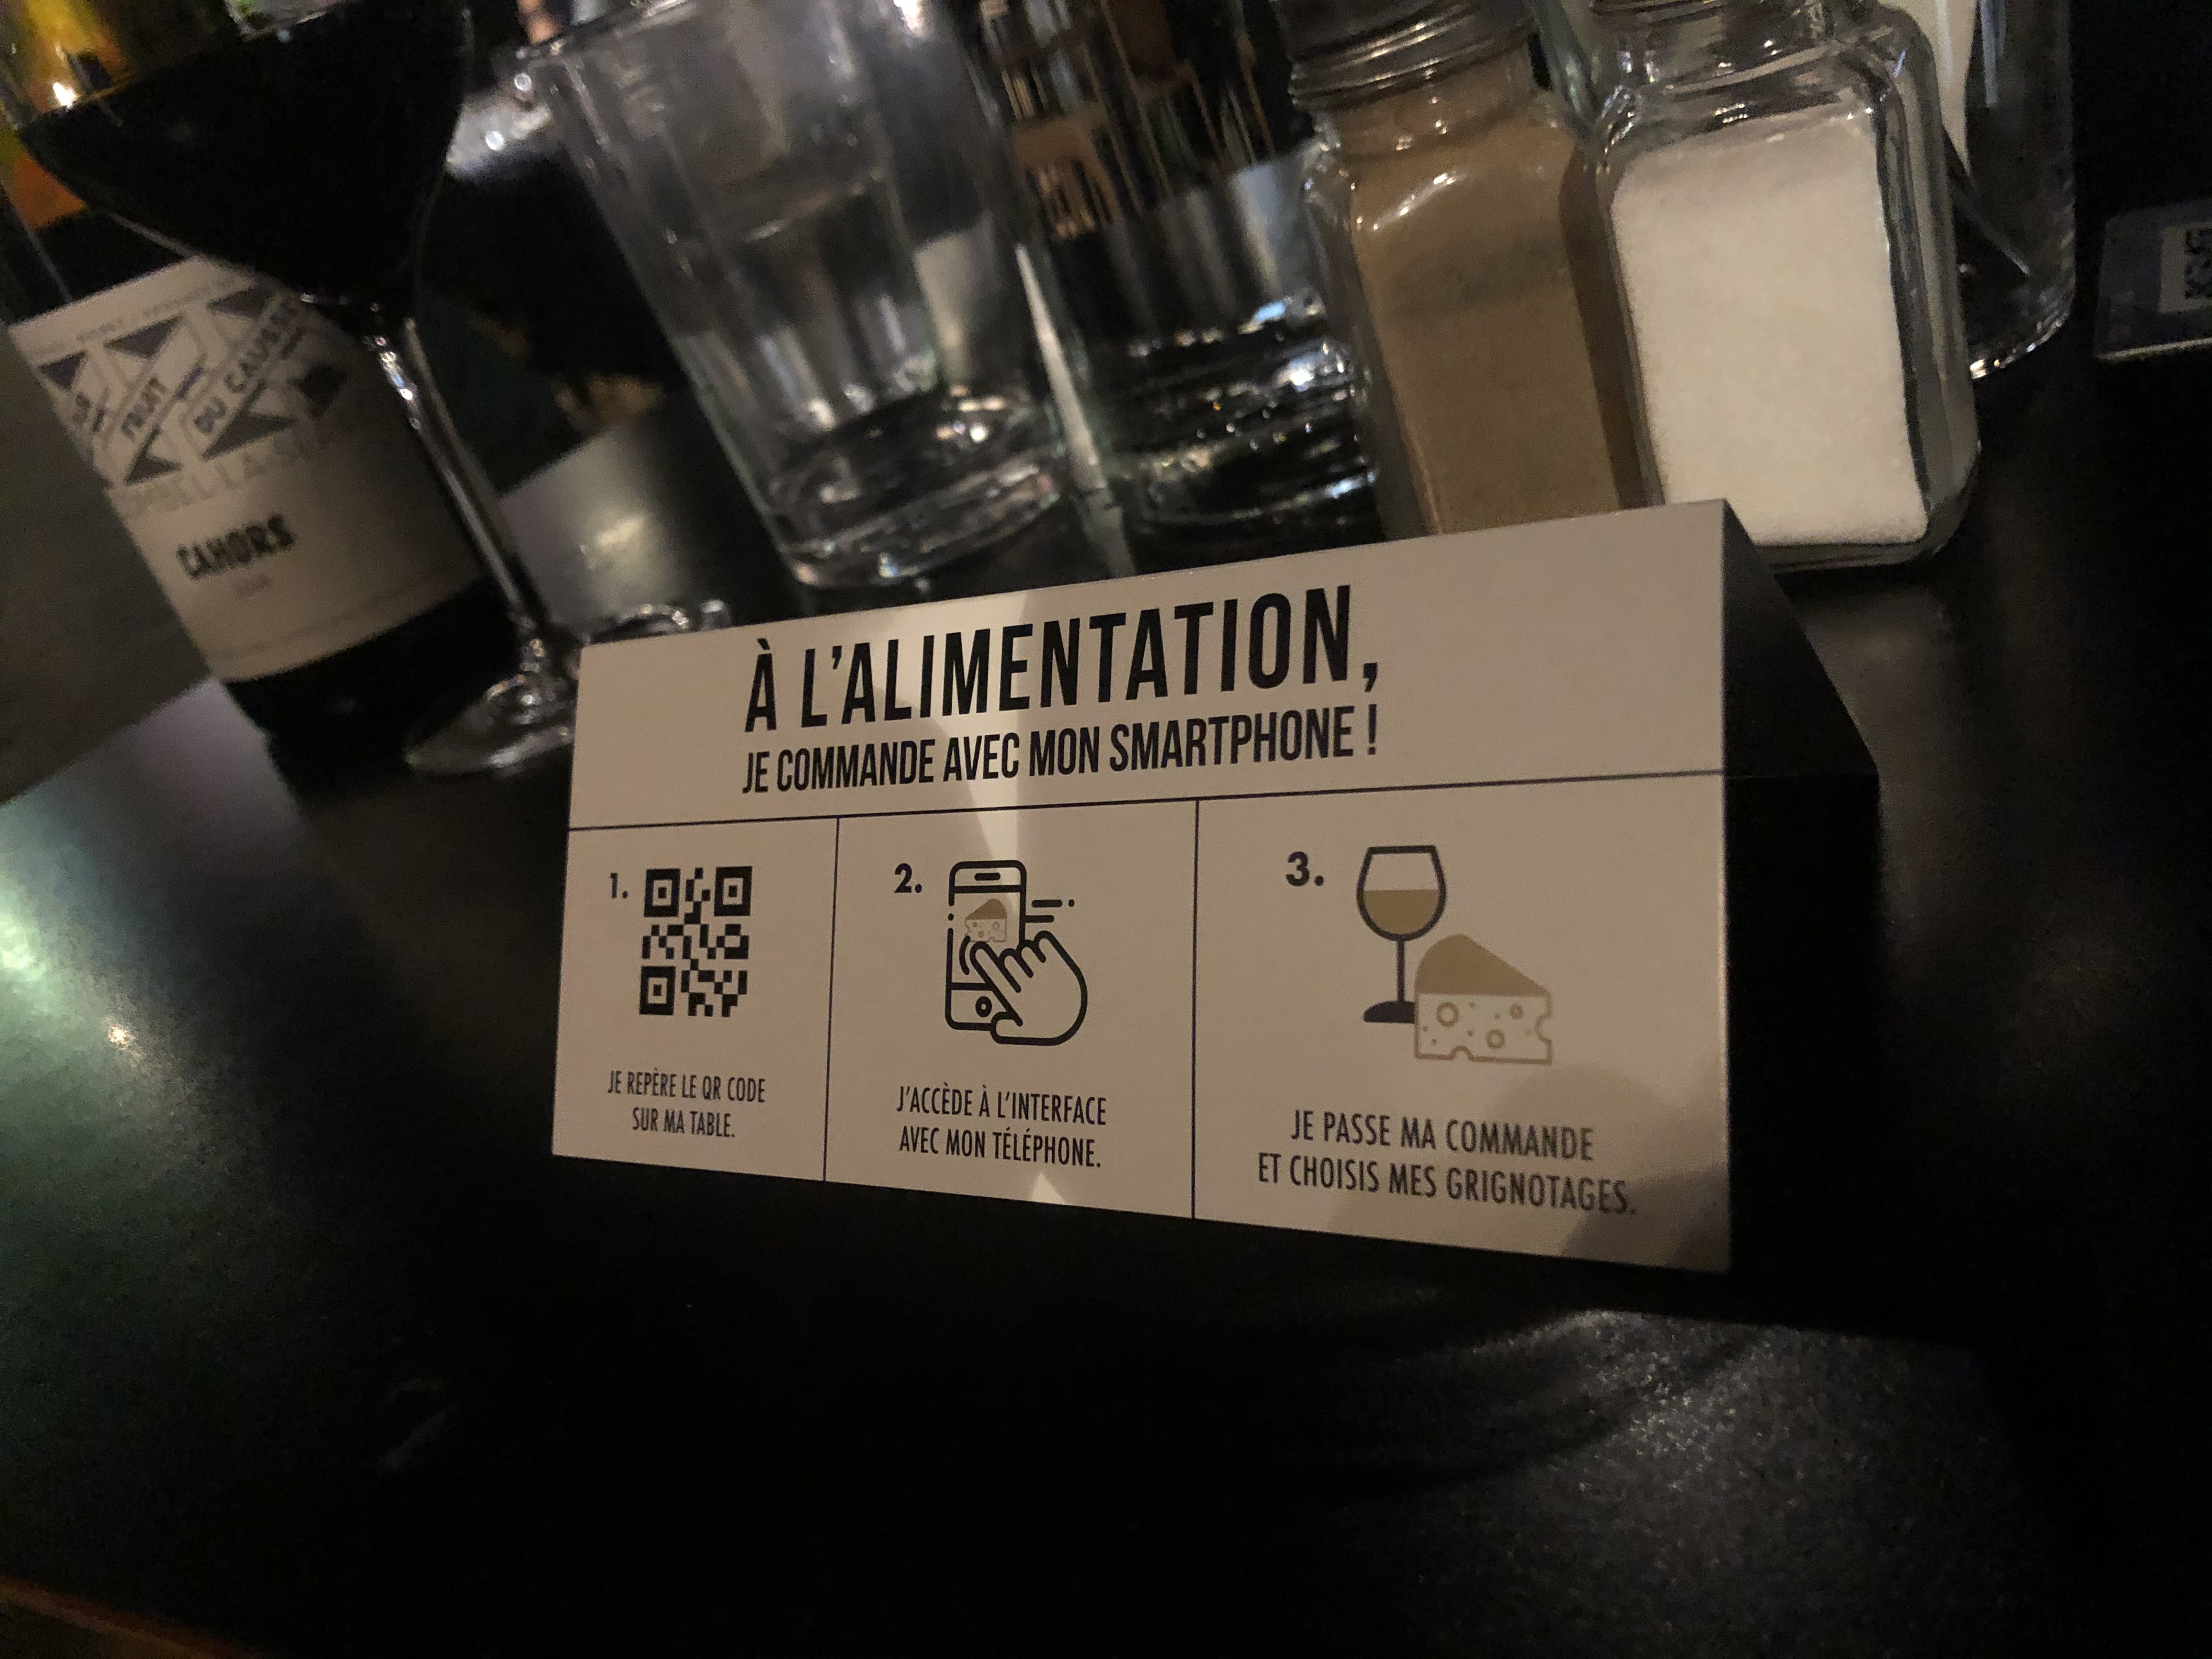 FRUIT
DU CAUSSE
CAHORS
À L'ALIMENTATION,
JE COMMANDE AVEC MON SMARTPHONE !
1.
JE REPÈRE LE QR CODE
SUR MA TABLE.
2.
J'ACCÈDE À L'INTERFACE
AVEC MON TÉLÉPHONE.
3.
JE PASSE MA COMMANDE
ET CHOISIS MES GRIGNOTAGES.